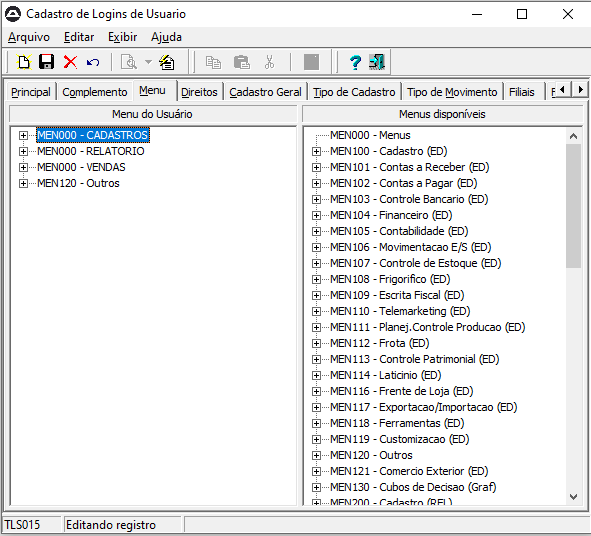 Cadastro de Logins de Usuario
Arquivo Editar Exibir Ajuda
Principal Complemento Menu Direitos Cadastro Geral Tipo de Cadastro Tipo de Movimento Filiais
Menu do Usuário
MEN000 - CADASTROS
MEN000 - RELATORIO
MEN000 - VENDAS
MEN120 - Outros
Menus disponíveis
MEN000 - Menus
MEN100 - Cadastro (ED)
MEN101 - Contas a Receber (ED)
MEN102 - Contas a Pagar (ED)
MEN103 - Controle Bancario (ED)
MEN104 - Financeiro (ED)
MEN105 - Contabilidade (ED)
MEN106 - Movimentacao E/S (ED)
MEN107 - Controle de Estoque (ED)
MEN108 - Frigorifico (ED)
MEN109 - Escrita Fiscal (ED)
MEN110 - Telemarketing (ED)
MEN111 - Planej.Controle Producao (ED)
MEN112 - Frota (ED)
MEN113 - Controle Patrimonial (ED)
MEN114 - Laticinio (ED)
MEN116 - Frente de Loja (ED)
MEN117 - Exportacao/Importacao (ED)
MEN118 - Ferramentas (ED)
MEN119 - Customizacao (ED)
MEN120 - Outros
MEN121 - Comercio Exterior (ED)
MEN130 - Cubos de Decisao (Graf)
MEN200 - Cadastro (REL)
TLS015 Editando registro